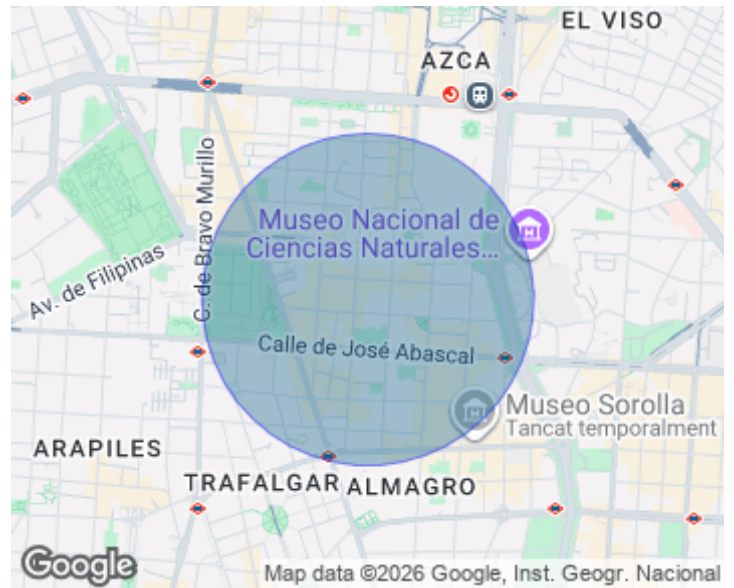 EL VISO
AZCA
C. de Bravo Murillo
Museo Nacional de
Ciencias Naturales...
Av. de Filipinas
Calle de José Abascal
Museo Sorolla
Tancat temporalment
ARAPILES
TRAFALGAR
ALMAGRO
Google
Map data ©2026 Google, Inst. Geogr. Nacional